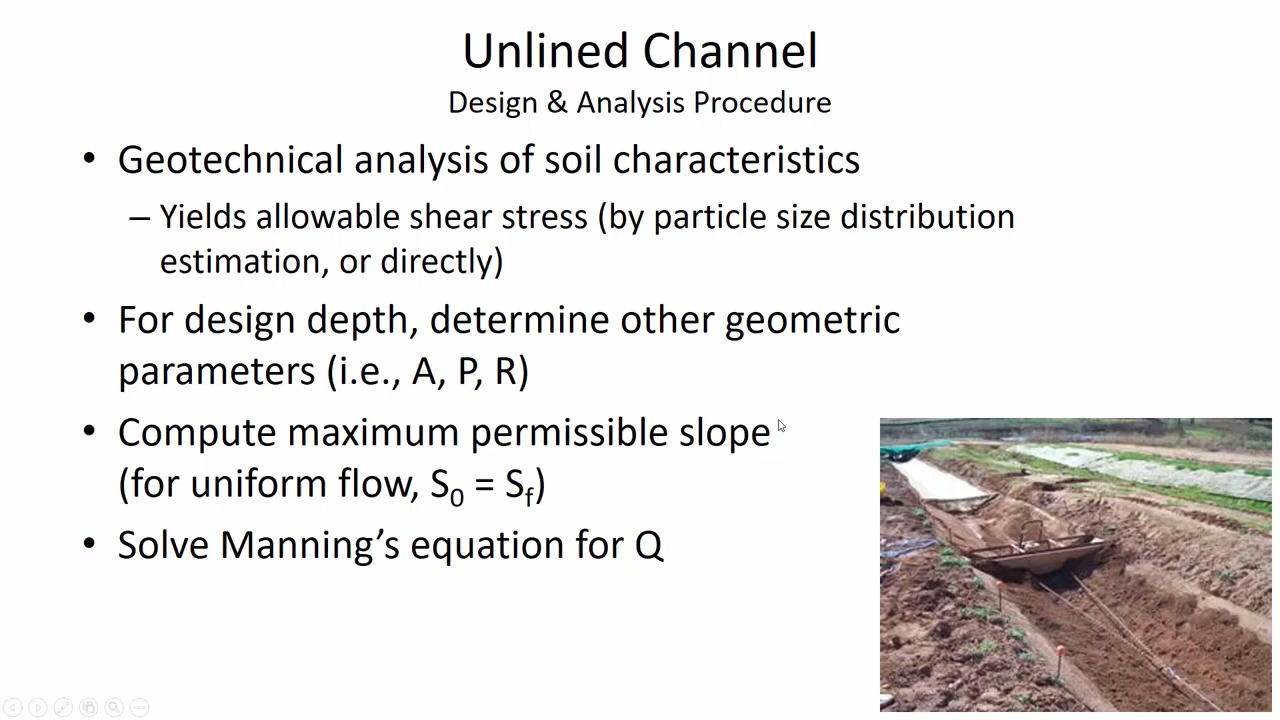 Unlined Channel
Design & Analysis Procedure
• Geotechnical analysis of soil characteristics
– Yields allowable shear stress (by particle size distribution
estimation, or directly)
• For design depth, determine other geometric
parameters (i.e., A, P, R)
• Compute maximum permissible slope
(for uniform flow, S₀ = Sf)
• Solve Manning’s equation for Q